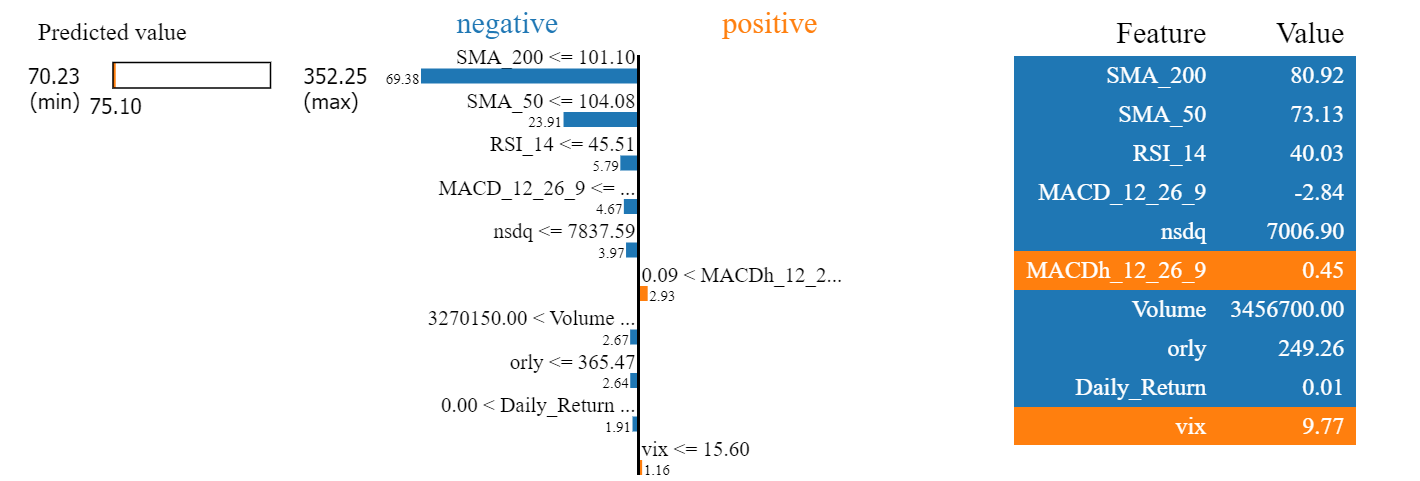 Predicted value
70.23
(min)
75.10
352.25
(max)
negative
positive
SMA_200 <= 101.10
69.38
SMA_50 <= 104.08
23.91
RSI_14 <= 45.51
5.79
MACD_12_26_9 <= ...
4.67
nsdq <= 7837.59
3.97
0.09 < MACDh_12_2...
2.93
3270150.00 < Volume ...
2.67
orly <= 365.47
2.64
0.00 < Daily_Return ...
1.91
vix <= 15.60
1.16
Feature Value
SMA_200 80.92
SMA_50 73.13
RSI_14 40.03
MACD_12_26_9 -2.84
nsdq 7006.90
MACDh_12_26_9 0.45
Volume 3456700.00
orly 249.26
Daily_Return 0.01
vix 9.77